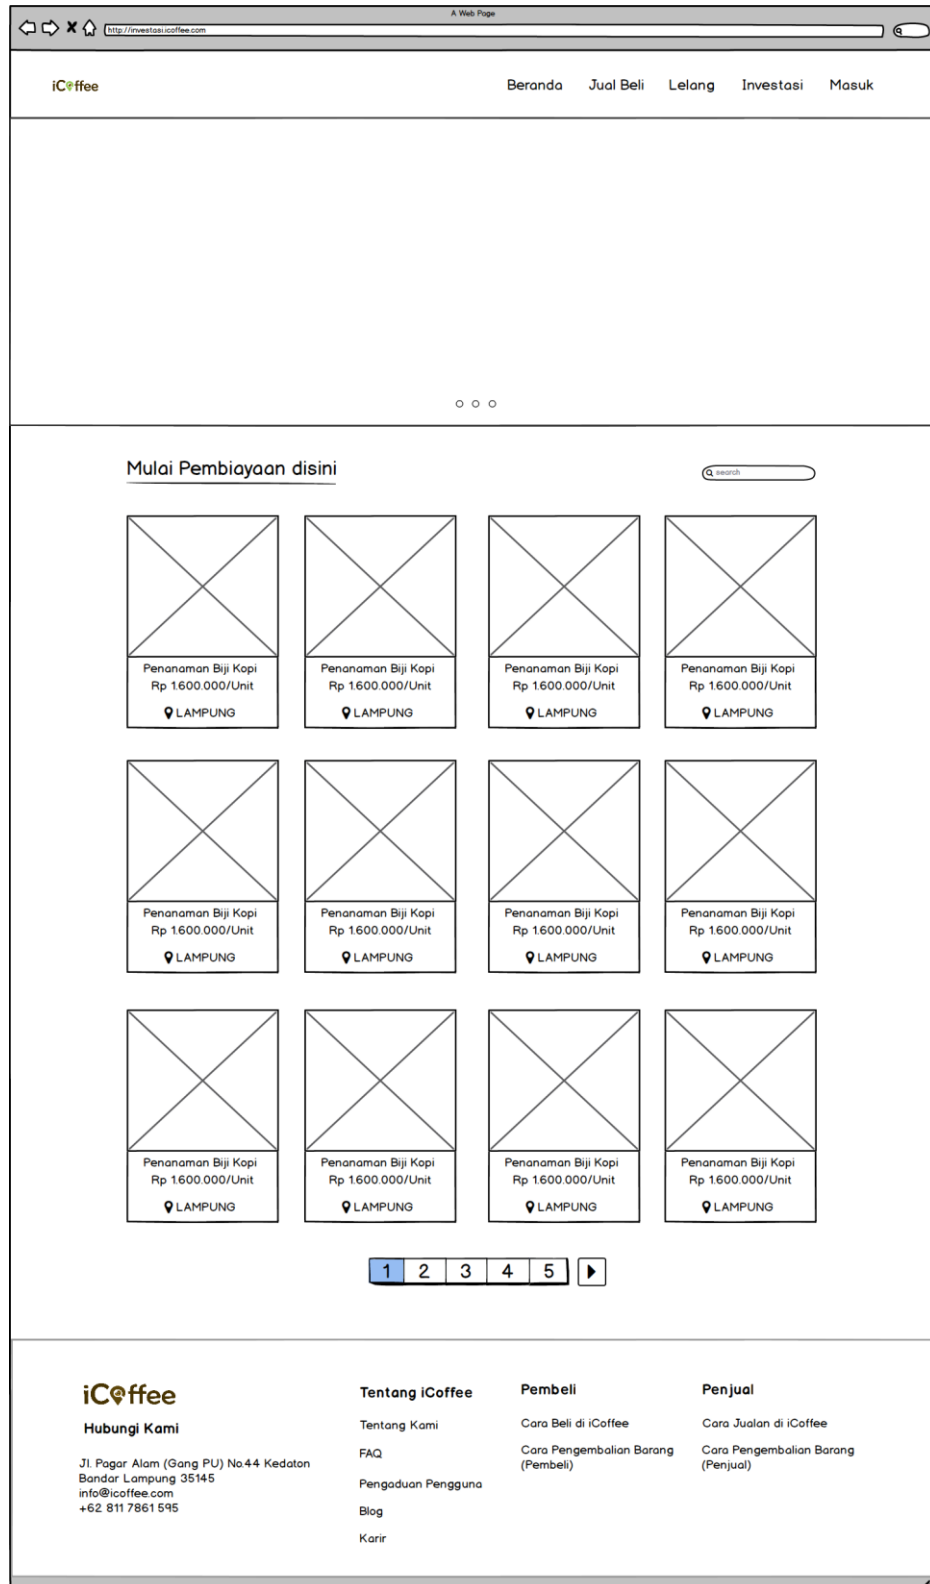 A Web Page
http://investasi.icoffee.com
iCoffee
Beranda Jual Beli Lelang Investasi Masuk
Mulai Pembiayaan disini
search
Penanaman Biji Kopi Penanaman Biji Kopi Penanaman Biji Kopi Penanaman Biji Kopi
Rp 1.600.000/Unit Rp 1.600.000/Unit Rp 1.600.000/Unit Rp 1.600.000/Unit
LAMPUNG LAMPUNG LAMPUNG LAMPUNG
Penanaman Biji Kopi Penanaman Biji Kopi Penanaman Biji Kopi Penanaman Biji Kopi
Rp 1.600.000/Unit Rp 1.600.000/Unit Rp 1.600.000/Unit Rp 1.600.000/Unit
LAMPUNG LAMPUNG LAMPUNG LAMPUNG
Penanaman Biji Kopi Penanaman Biji Kopi Penanaman Biji Kopi Penanaman Biji Kopi
Rp 1.600.000/Unit Rp 1.600.000/Unit Rp 1.600.000/Unit Rp 1.600.000/Unit
LAMPUNG LAMPUNG LAMPUNG LAMPUNG
1 2 3 4 5
iCoffee
Hubungi Kami
Jl. Pagar Alam (Gang PU) No.44 Kedaton
Bandar Lampung 35145
info@icoffee.com
+62 811 7861 595
Tentang iCoffee
Tentang Kami
FAQ
Pengaduan Pengguna
Blog
Karir
Pembeli
Cara Beli di iCoffee
Cara Pengembalian Barang
(Pembeli)
Penjual
Cara Jualan di iCoffee
Cara Pengembalian Barang
(Penjual)